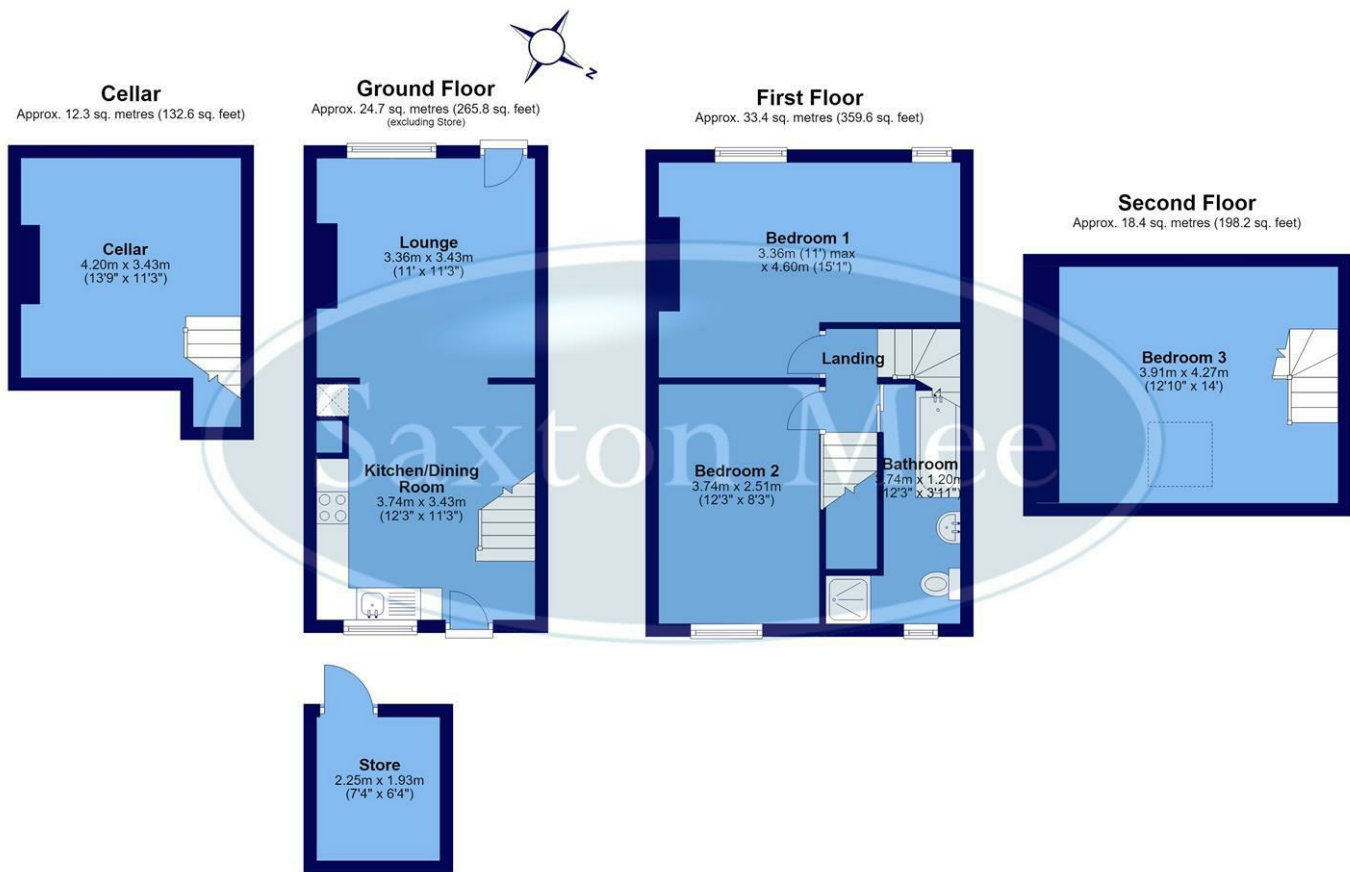 Cellar
Approx. 12.3 sq. metres (132.6 sq. feet)
Cellar
4.20m x 3.43m
(13'9" x 11'3")
Ground Floor
Approx. 24.7 sq. metres (265.8 sq. feet)
(excluding Store)
Lounge
3.36m x 3.43m
(11' x 11'3")
Kitchen/Dining
Room
3.74m x 3.43m
(12'3" x 11'3")
Store
2.25m x 1.93m
(7'4" x 6'4")
N
First Floor
Approx. 33.4 sq. metres (359.6 sq. feet)
Bedroom 1
3.36m (11') max
x 4.60m (15'1")
Landing
Bedroom 2
3.74m x 2.51m
(12'3" x 8'3")
Bathroom
3.74m x 1.20m
(12'3" x 3'11")
Second Floor
Approx. 18.4 sq. metres (198.2 sq. feet)
Bedroom 3
3.91m x 4.27m
(12'10" x 14')
Saxton Mee